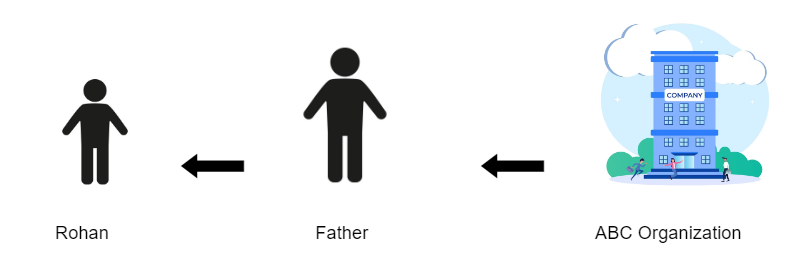 COMPANY
Rohan
Father
ABC Organization